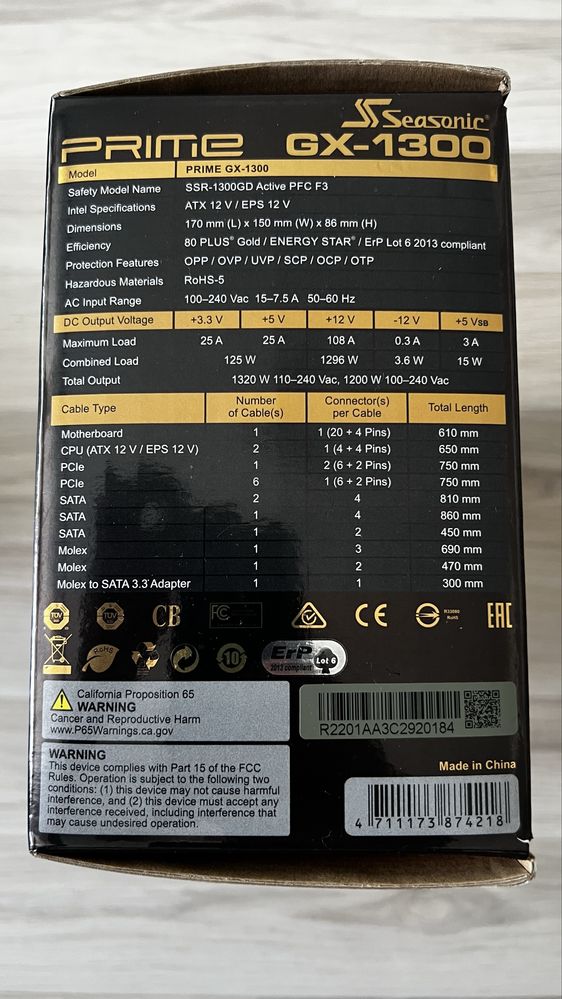 Seasonic®
PRIME GX-1300
Model PRIME GX-1300
Safety Model Name SSR-1300GD Active PFC F3
Intel Specifications ATX 12 V / EPS 12 V
Dimensions 170 mm (L) x 150 mm (W) x 86 mm (H)
Efficiency 80 PLUS® Gold / ENERGY STAR® / ErP Lot 6 2013 compliant
Protection Features OPP / OVP / UVP / SCP / OCP / OTP
Hazardous Materials RoHS-5
AC Input Range 100–240 Vac 15–7.5 A 50–60 Hz
DC Output Voltage +3.3 V +5 V +12 V -12 V +5 VSB
Maximum Load 25 A 25 A 108 A 0.3 A 3 A
Combined Load 125 W 1296 W 3.6 W 15 W
Total Output 1320 W 110–240 Vac, 1200 W 100–240 Vac
Cable Type Number of Cable(s) Connector(s) per Cable Total Length
Motherboard 1 1 (20 + 4 Pins) 610 mm
CPU (ATX 12 V / EPS 12 V) 2 1 (4 + 4 Pins) 650 mm
PCIe 1 2 (6 + 2 Pins) 750 mm
PCIe 6 1 (6 + 2 Pins) 750 mm
SATA 2 4 810 mm
SATA 1 4 860 mm
SATA 1 2 450 mm
Molex 1 3 690 mm
Molex 1 2 470 mm
Molex to SATA 3.3 Adapter 1 1 300 mm
TÜV TÜV CB FC CE R33080 RoHS EAC
RoHS 10 ErP Lot 6
2013 compliant
California Proposition 65
WARNING
Cancer and Reproductive Harm
www.P65Warnings.ca.gov
R2201AA3C2920184
WARNING
This device complies with Part 15 of the FCC
Rules. Operation is subject to the following two
conditions: (1) this device may not cause harmful
interference, and (2) this device must accept any
interference received, including interference that
may cause undesired operation.
Made in China
4 711173 874218